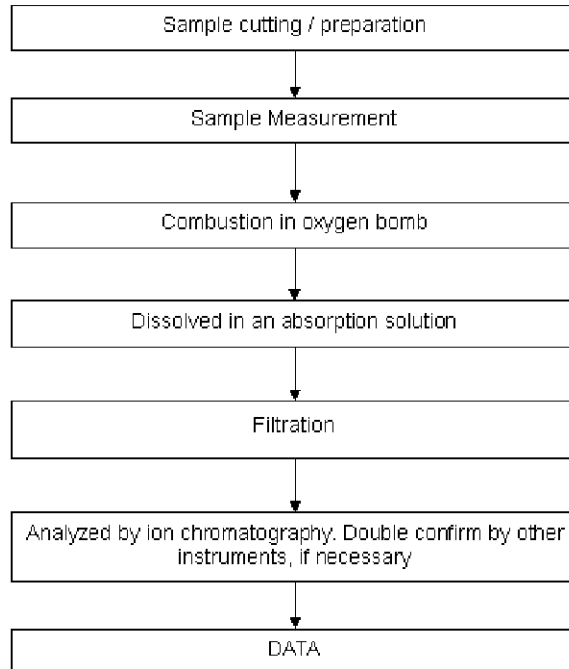 Sample cutting / preparation
Sample Measurement
Combustion in oxygen bomb
Dissolved in an absorption solution
Filtration
Analyzed by ion chromatography. Double confirm by other
instruments, if necessary
DATA